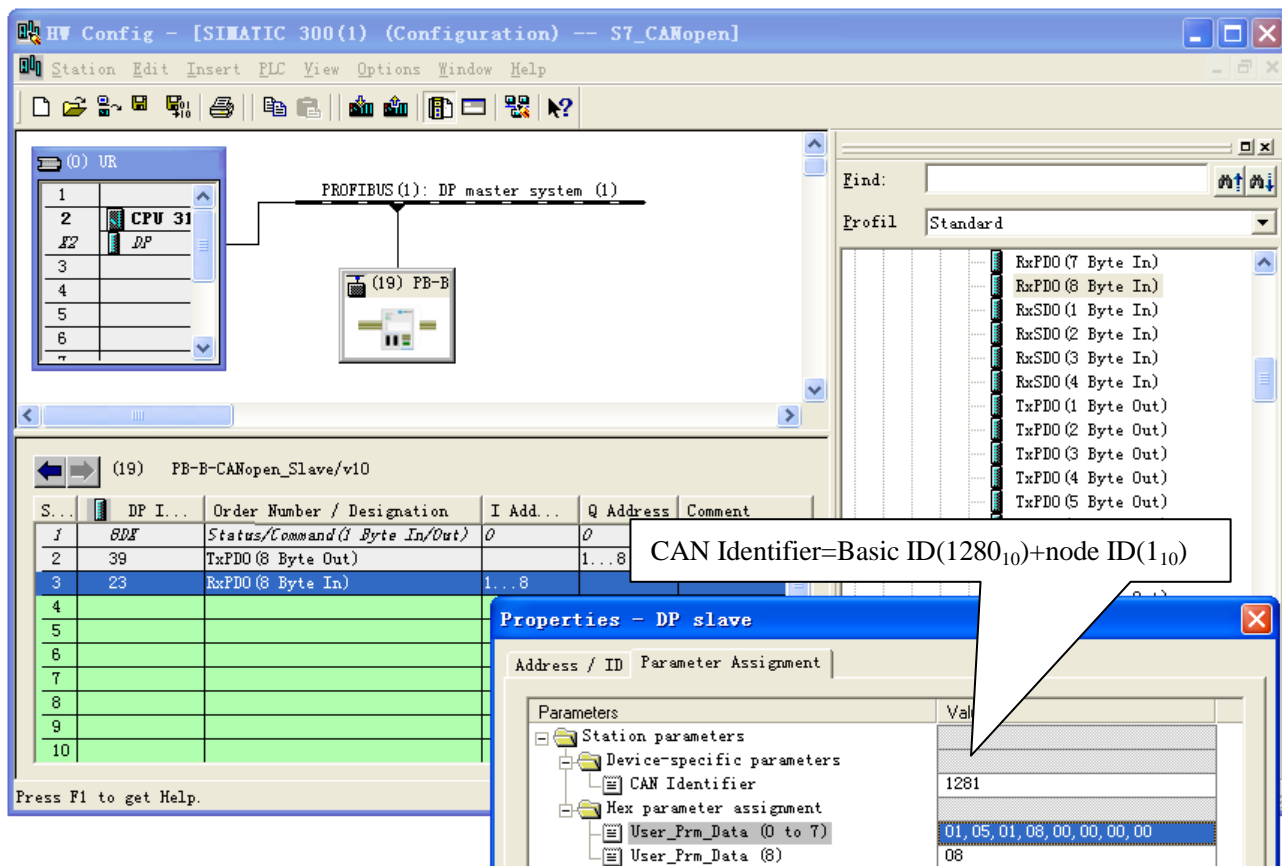 HW Config - [SIMATIC 300(1) (Configuration) -- S7_CANopen]
Station Edit Insert PLC View Options Window Help
(0) UR
1
2 CPU 31
X2 DP
3
4
5
6
7
PROFIBUS(1): DP master system (1)
(19) PB-B
Find:
Profil Standard
RxPDO(7 Byte In)
RxPDO(8 Byte In)
RxSDO(1 Byte In)
RxSDO(2 Byte In)
RxSDO(3 Byte In)
RxSDO(4 Byte In)
TxPDO(1 Byte Out)
TxPDO(2 Byte Out)
TxPDO(3 Byte Out)
TxPDO(4 Byte Out)
TxPDO(5 Byte Out)
(19) PB-B-CANopen_Slave/v10
S... DP I... Order Number / Designation I Add... Q Address Comment
1 8DX Status/Command(1 Byte In/Out) 0 0
2 39 TxPDO(8 Byte Out) 1...8
3 23 RxPDO(8 Byte In) 1...8
4
5
6
7
8
9
10
CAN Identifier=Basic ID(1280₁₀)+node ID(1₁₀)
Properties - DP slave
Address / ID Parameter Assignment
Parameters
Station parameters
Device-specific parameters
CAN Identifier 1281
Hex parameter assignment
User_Prm_Data (0 to 7) 01,05,01,08,00,00,00,00
User_Prm_Data (8) 08
Press F1 to get Help.